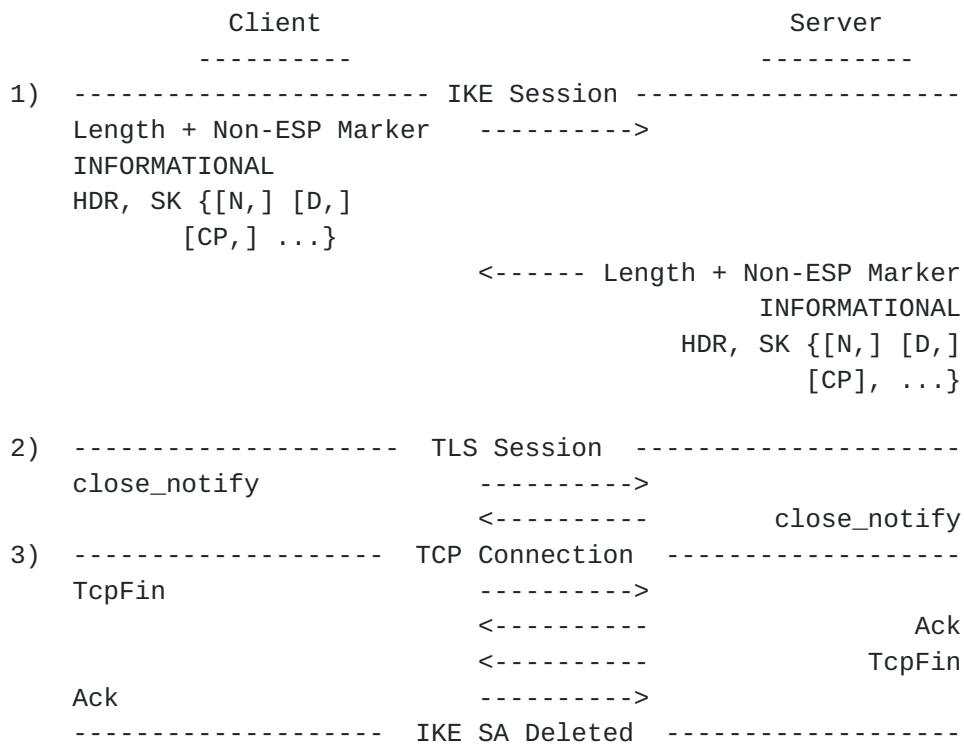 Client                              Server
            ----------                          ----------
1)  ----------------------- IKE Session ---------------------
    Length + Non-ESP Marker   ---------->
    INFORMATIONAL
    HDR, SK {[N,] [D,]
           [CP,] ...}
                              <------ Length + Non-ESP Marker
                                                INFORMATIONAL
                                           HDR, SK {[N,] [D,]
                                                   [CP], ...}

2)  ---------------------  TLS Session  ---------------------
    close_notify              ---------->
                              <----------        close_notify
3)  --------------------  TCP Connection  -------------------
    TcpFin                    ---------->
                              <----------                 Ack
                              <----------              TcpFin
    Ack                       ---------->
    --------------------  IKE SA Deleted  -------------------